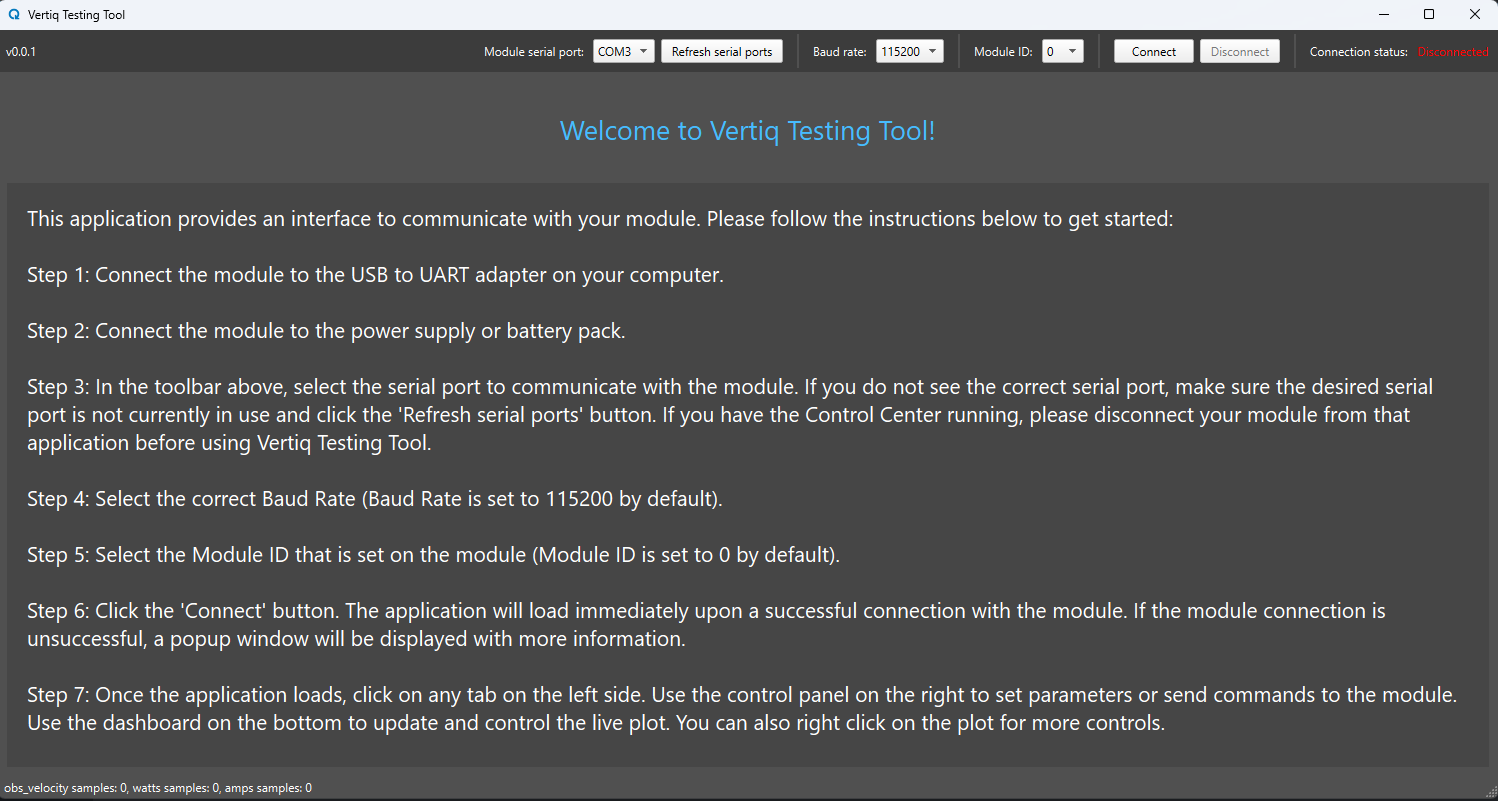 Vertiq Testing Tool
v0.0.1 Module serial port: COM3 Refresh serial ports Baud rate: 115200 Module ID: 0 Connect Disconnect Connection status: Disconnected
Welcome to Vertiq Testing Tool!
This application provides an interface to communicate with your module. Please follow the instructions below to get started:
Step 1: Connect the module to the USB to UART adapter on your computer.
Step 2: Connect the module to the power supply or battery pack.
Step 3: In the toolbar above, select the serial port to communicate with the module. If you do not see the correct serial port, make sure the desired serial
port is not currently in use and click the 'Refresh serial ports' button. If you have the Control Center running, please disconnect your module from that
application before using Vertiq Testing Tool.
Step 4: Select the correct Baud Rate (Baud Rate is set to 115200 by default).
Step 5: Select the Module ID that is set on the module (Module ID is set to 0 by default).
Step 6: Click the 'Connect' button. The application will load immediately upon a successful connection with the module. If the module connection is
unsuccessful, a popup window will be displayed with more information.
Step 7: Once the application loads, click on any tab on the left side. Use the control panel on the right to set parameters or send commands to the module.
Use the dashboard on the bottom to update and control the live plot. You can also right click on the plot for more controls.
obs_velocity samples: 0, watts samples: 0, amps samples: 0